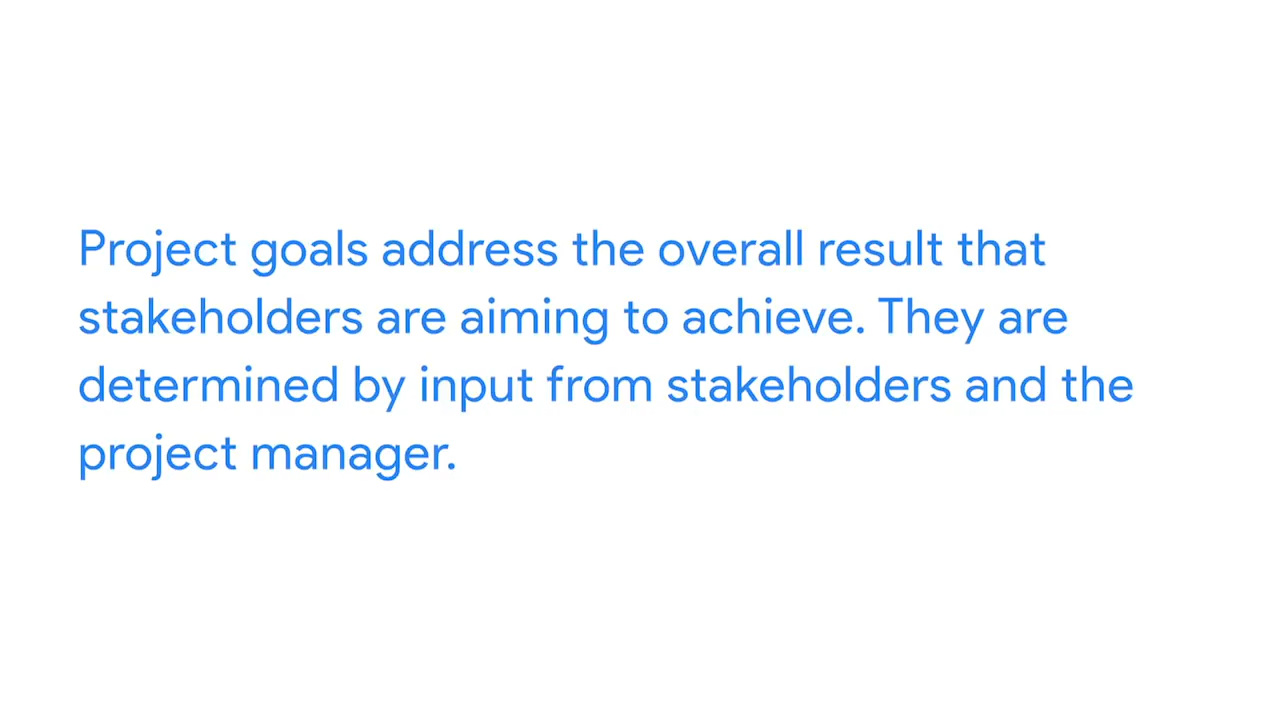 Project goals address the overall result that
stakeholders are aiming to achieve. They are
determined by input from stakeholders and the
project manager.